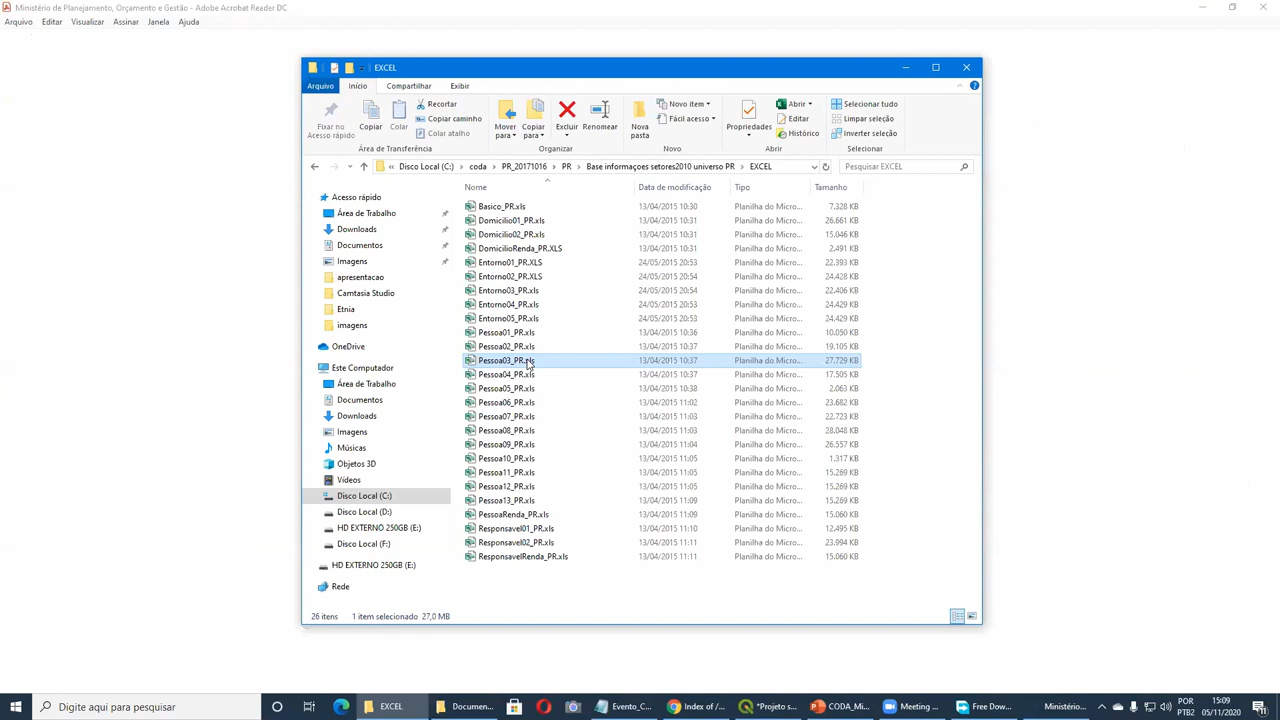 Ministério de Planejamento, Orçamento e Gestão - Adobe Acrobat Reader DC
Arquivo Editar Visualizar Assinar Janela Ajuda
EXCEL
Arquivo Início Compartilhar Exibir
Fixar no Acesso rápido
Copiar
Colar
Recortar
Copiar caminho
Colar atalho
Área de Transferência
Mover para
Copiar para
Excluir
Renomear
Organizar
Nova pasta
Novo item
Fácil acesso
Novo
Propriedades
Abrir
Editar
Histórico
Abrir
Selecionar tudo
Limpar seleção
Inverter seleção
Selecionar
« Disco Local (C:) › coda › PR_20171016 › PR › Base informaçoes setores2010 universo PR › EXCEL
Pesquisar EXCEL
Acesso rápido
Área de Trabalho
Downloads
Documentos
Imagens
apresentacao
Camtasia Studio
Etnia
imagens
OneDrive
Este Computador
Área de Trabalho
Documentos
Downloads
Imagens
Músicas
Objetos 3D
Vídeos
Disco Local (C:)
Disco Local (D:)
HD EXTERNO 250GB (E:)
Disco Local (F:)
HD EXTERNO 250GB (E:)
Rede
Nome Data de modificação Tipo Tamanho
Basico_PR.xls 13/04/2015 10:30 Planilha do Micro... 7.328 KB
Domicilio01_PR.xls 13/04/2015 10:31 Planilha do Micro... 26.661 KB
Domicilio02_PR.xls 13/04/2015 10:31 Planilha do Micro... 15.046 KB
DomicilioRenda_PR.XLS 13/04/2015 10:31 Planilha do Micro... 2.491 KB
Entorno01_PR.XLS 24/05/2015 20:53 Planilha do Micro... 22.393 KB
Entorno02_PR.XLS 24/05/2015 20:54 Planilha do Micro... 24.428 KB
Entorno03_PR.xls 24/05/2015 20:54 Planilha do Micro... 22.406 KB
Entorno04_PR.xls 24/05/2015 20:53 Planilha do Micro... 24.429 KB
Entorno05_PR.xls 24/05/2015 20:53 Planilha do Micro... 24.429 KB
Pessoa01_PR.xls 13/04/2015 10:36 Planilha do Micro... 10.050 KB
Pessoa02_PR.xls 13/04/2015 10:37 Planilha do Micro... 19.105 KB
Pessoa03_PR.xls 13/04/2015 10:37 Planilha do Micro... 27.729 KB
Pessoa04_PR.xls 13/04/2015 10:37 Planilha do Micro... 17.505 KB
Pessoa05_PR.xls 13/04/2015 10:38 Planilha do Micro... 2.063 KB
Pessoa06_PR.xls 13/04/2015 11:02 Planilha do Micro... 23.682 KB
Pessoa07_PR.xls 13/04/2015 11:03 Planilha do Micro... 22.723 KB
Pessoa08_PR.xls 13/04/2015 11:03 Planilha do Micro... 28.048 KB
Pessoa09_PR.xls 13/04/2015 11:04 Planilha do Micro... 26.557 KB
Pessoa10_PR.xls 13/04/2015 11:05 Planilha do Micro... 1.317 KB
Pessoa11_PR.xls 13/04/2015 11:05 Planilha do Micro... 15.269 KB
Pessoa12_PR.xls 13/04/2015 11:05 Planilha do Micro... 15.269 KB
Pessoa13_PR.xls 13/04/2015 11:09 Planilha do Micro... 15.269 KB
PessoaRenda_PR.xls 13/04/2015 11:09 Planilha do Micro... 15.060 KB
Responsavel01_PR.xls 13/04/2015 11:10 Planilha do Micro... 12.495 KB
Responsavel02_PR.xls 13/04/2015 11:11 Planilha do Micro... 23.994 KB
ResponsavelRenda_PR.xls 13/04/2015 11:11 Planilha do Micro... 15.060 KB
26 itens 1 item selecionado 27,0 MB
Digite aqui para pesquisar
EXCEL
Documen...
Evento_C...
Index of /...
*Projeto s...
CODA_Mi...
Meeting ...
Free Dow...
Ministério...
POR
PTB2
15:09
05/11/2020